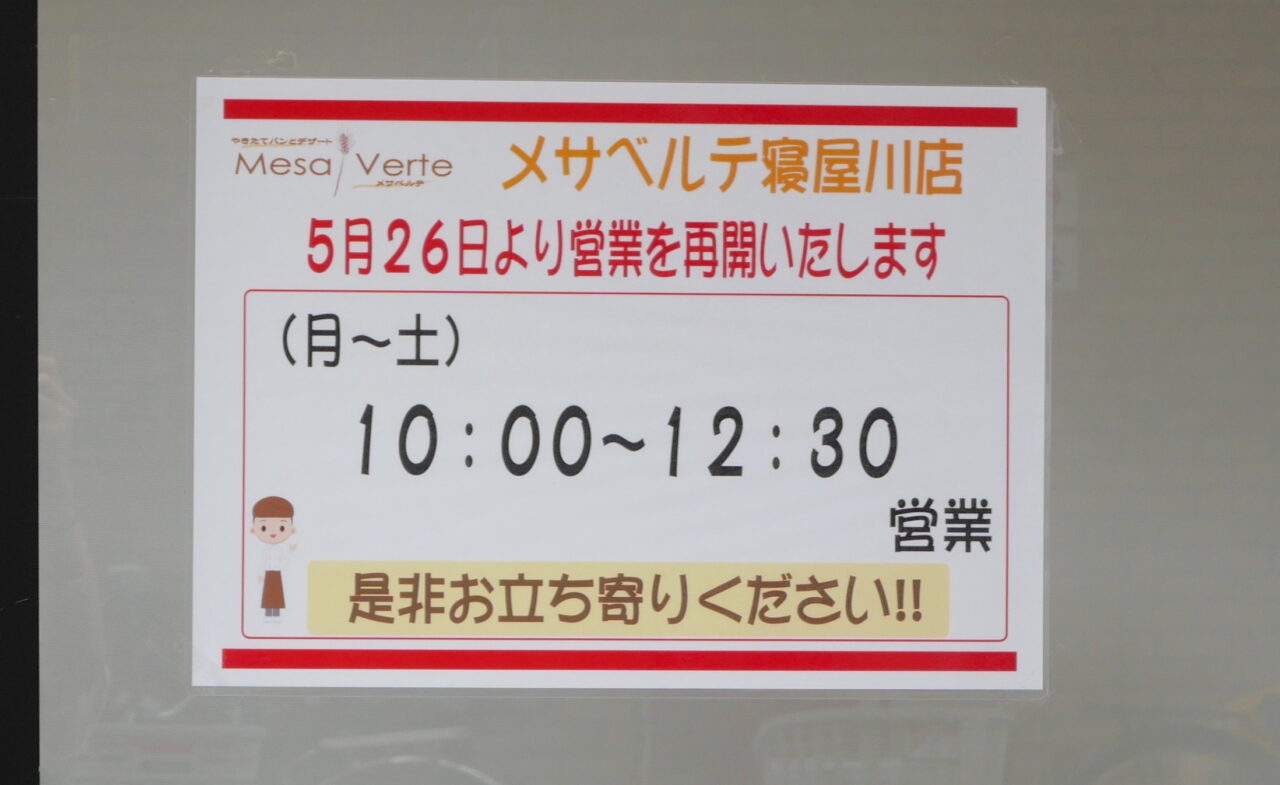 やきたてパンとデザート
Mesa Verte
メサベルテ
メサベルテ寝屋川店
5月26日より営業を再開いたします
(月～土)
10:00～12:30
営業
是非お立ち寄りください!!